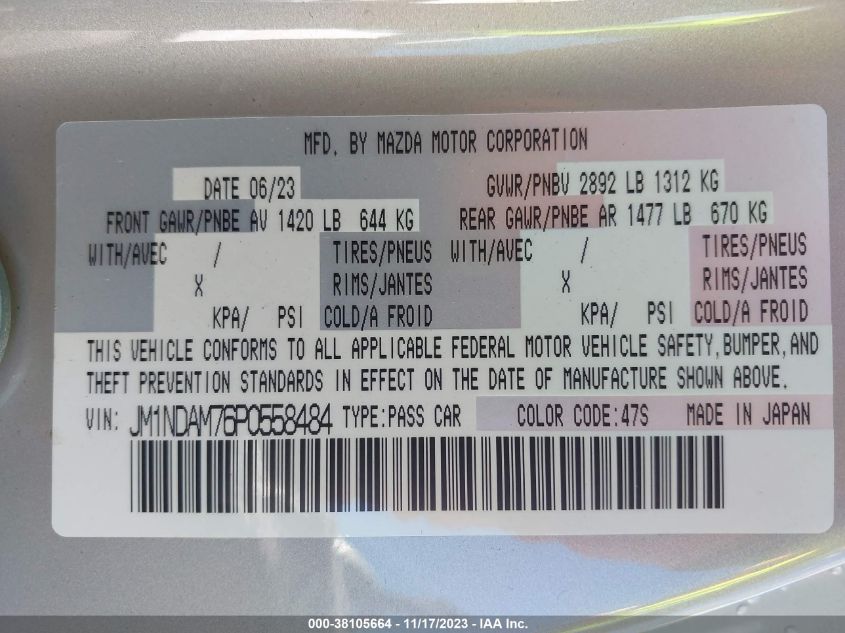 MFD. BY MAZDA MOTOR CORPORATION
DATE 06/23 GVWR/PNBV 2892 LB 1312 KG
FRONT GAWR/PNBE AV 1420 LB 644 KG REAR GAWR/PNBE AR 1477 LB 670 KG
WITH/AVEC / TIRES/PNEUS WITH/AVEC / TIRES/PNEUS
X RIMS/JANTES X RIMS/JANTES
KPA/ PSI COLD/A FROID KPA/ PSI COLD/A FROID
THIS VEHICLE CONFORMS TO ALL APPLICABLE FEDERAL MOTOR VEHICLE SAFETY, BUMPER, AND
THEFT PREVENTION STANDARDS IN EFFECT ON THE DATE OF MANUFACTURE SHOWN ABOVE.
VIN: JM1NDAM76P0558484 TYPE:PASS CAR COLOR CODE:47S MADE IN JAPAN
000-38105664 - 11/17/2023 - IAA Inc.